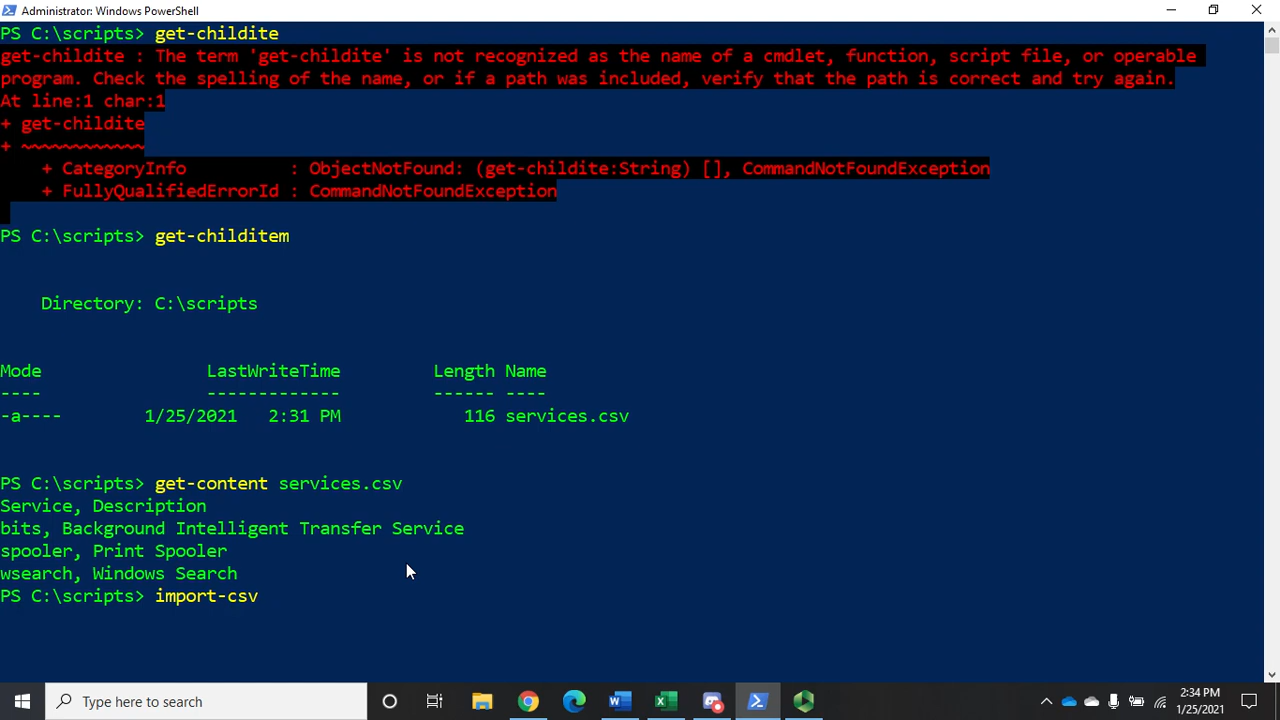 Administrator: Windows PowerShell
PS C:\scripts> get-childite
get-childite : The term 'get-childite' is not recognized as the name of a cmdlet, function, script file, or operable
program. Check the spelling of the name, or if a path was included, verify that the path is correct and try again.
At line:1 char:1
+ get-childite
+ ~~~~~~~~~~~~
    + CategoryInfo          : ObjectNotFound: (get-childite:String) [], CommandNotFoundException
    + FullyQualifiedErrorId : CommandNotFoundException
PS C:\scripts> get-childitem
    Directory: C:\scripts
Mode                LastWriteTime         Length Name
----                -------------         ------ ----
-a----        1/25/2021   2:31 PM            116 services.csv
PS C:\scripts> get-content services.csv
Service, Description
bits, Background Intelligent Transfer Service
spooler, Print Spooler
wsearch, Windows Search
PS C:\scripts> import-csv
Type here to search
2:34 PM
1/25/2021